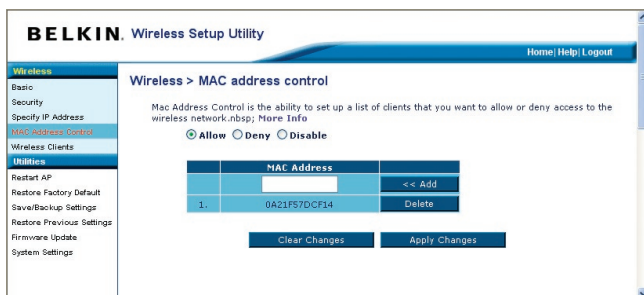 BELKIN. Wireless Setup Utility
Home| Help| Logout
Wireless
Basic
Security
Specify IP Address
MAC Address Control
Wireless Clients
Utilities
Restart AP
Restore Factory Default
Save/Backup Settings
Restore Previous Settings
Firmware Update
System Settings
Wireless > MAC address control
Mac Address Control is the ability to set up a list of clients that you want to allow or deny access to the
wireless network.nbsp; More Info
Allow Deny Disable
MAC Address
<< Add
1. 0A21F57DCF14 Delete
Clear Changes Apply Changes